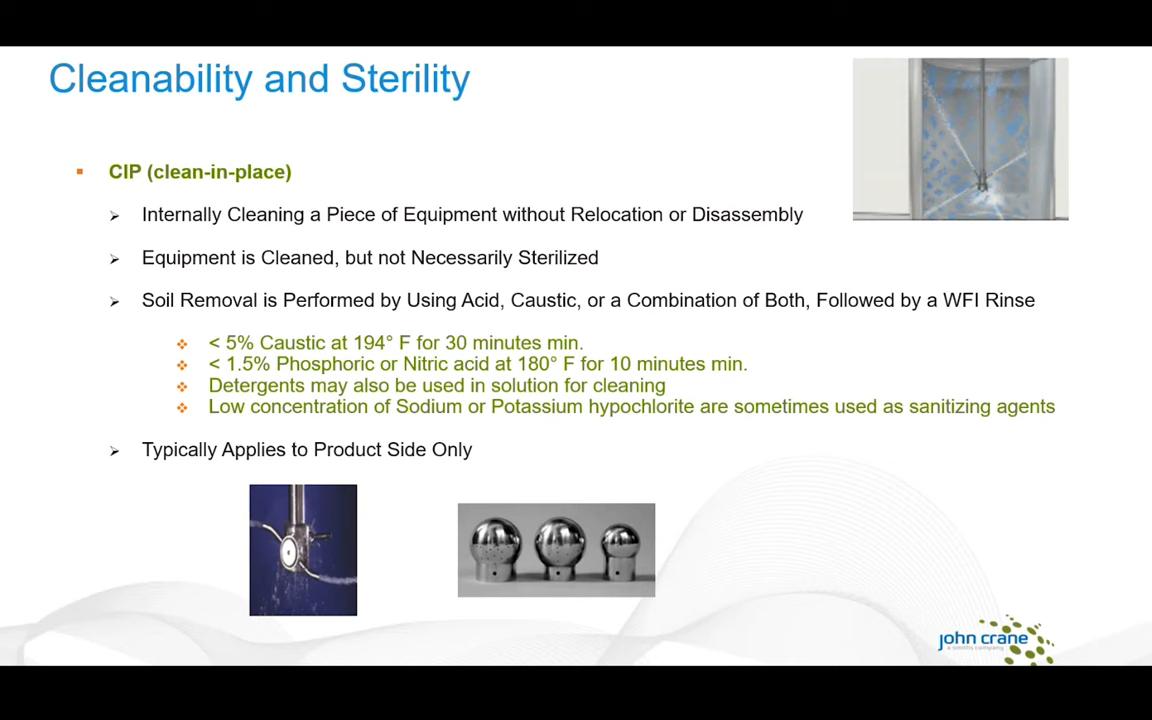 Cleanability and Sterility
CIP (clean-in-place)
Internally Cleaning a Piece of Equipment without Relocation or Disassembly
Equipment is Cleaned, but not Necessarily Sterilized
Soil Removal is Performed by Using Acid, Caustic, or a Combination of Both, Followed by a WFI Rinse
< 5% Caustic at 194° F for 30 minutes min.
< 1.5% Phosphoric or Nitric acid at 180° F for 10 minutes min.
Detergents may also be used in solution for cleaning
Low concentration of Sodium or Potassium hypochlorite are sometimes used as sanitizing agents
Typically Applies to Product Side Only
john crane
a smiths company